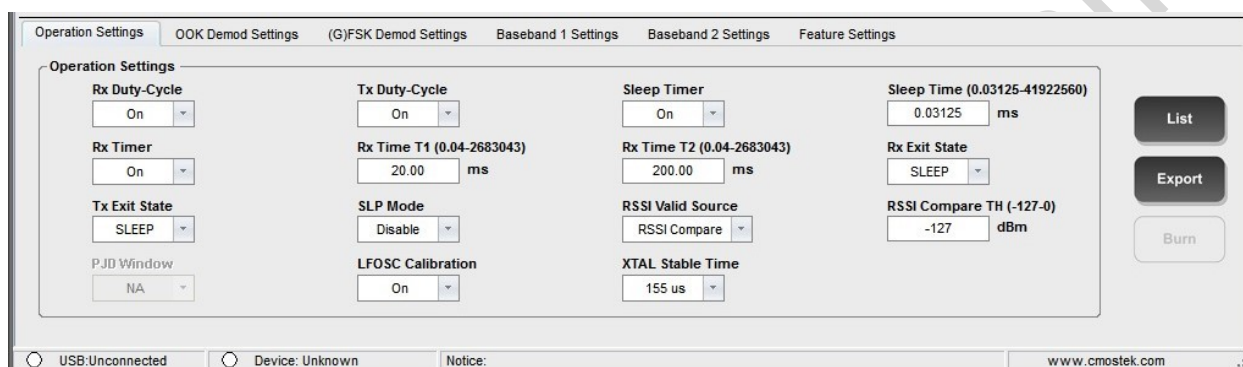 Operation Settings OOK Demod Settings (G)FSK Demod Settings Baseband 1 Settings Baseband 2 Settings Feature Settings
Operation Settings
Rx Duty-Cycle Tx Duty-Cycle Sleep Timer Sleep Time (0.03125-41922560)
On On On 0.03125 ms
List
Rx Timer Rx Time T1 (0.04-2683043) Rx Time T2 (0.04-2683043) Rx Exit State
On 20.00 ms 200.00 ms SLEEP
Export
Tx Exit State SLP Mode RSSI Valid Source RSSI Compare TH (-127-0)
SLEEP Disable RSSI Compare -127 dBm
Burn
PJD Window LFOSC Calibration XTAL Stable Time
NA On 155 us
USB:Unconnected Device: Unknown Notice: www.cmostek.com